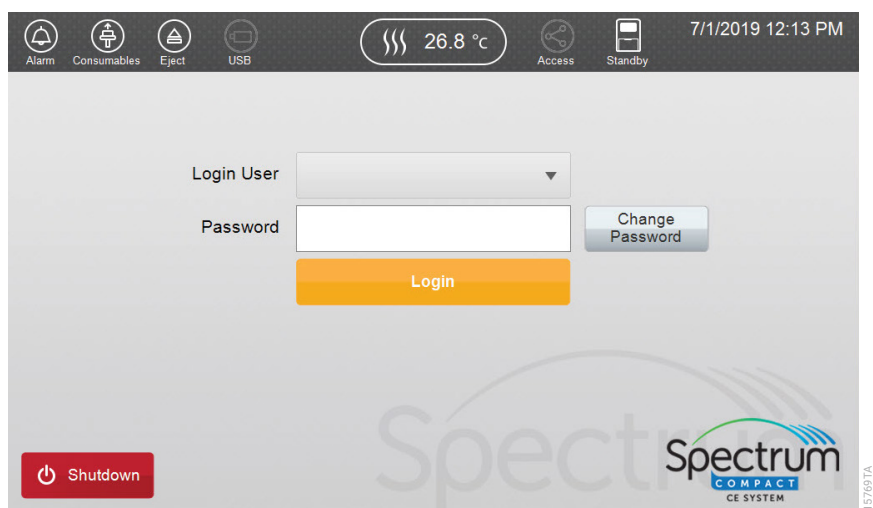 Alarm
Consumables
Eject
USB
26.8 °C
Access
Standby
7/1/2019 12:13 PM
Login User
Password
Change
Password
Login
Shutdown
Spectrum
Spectrum
COMPACT
CE SYSTEM
15769TA